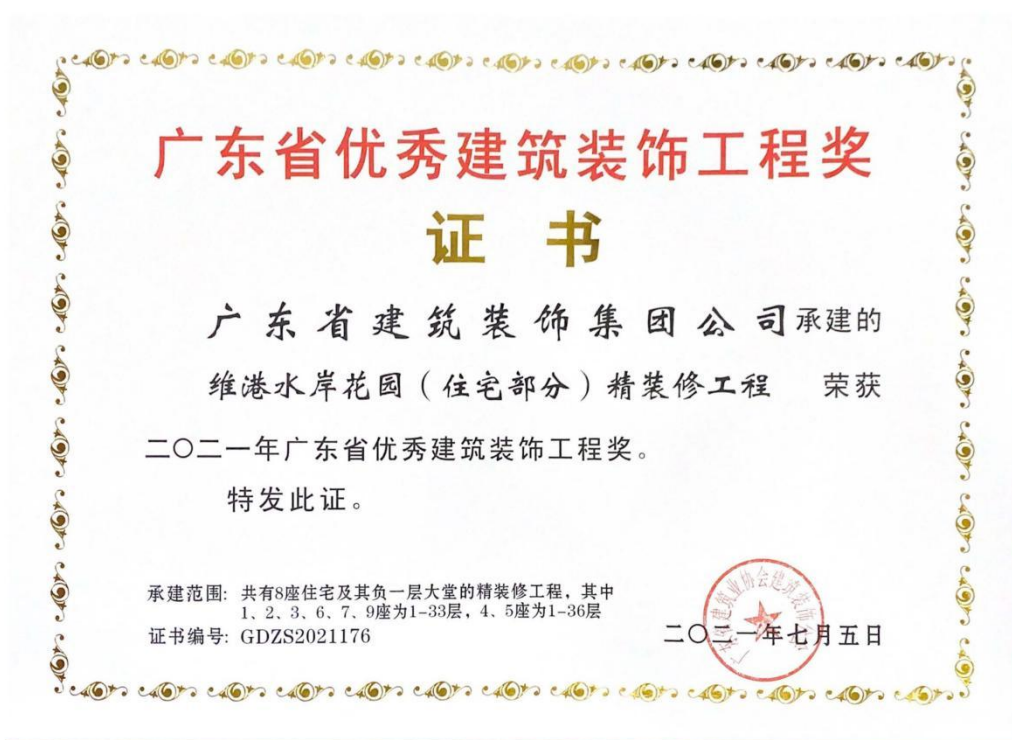 广东省优秀建筑装饰工程奖
证书
广东省建筑装饰集团公司承建的
维港水岸花园（住宅部分）精装修工程 荣获
二〇二一年广东省优秀建筑装饰工程奖。
特发此证。
承建范围：共有8座住宅及其负一层大堂的精装修工程，其中
1、2、3、6、7、9座为1-33层，4、5座为1-36层
证书编号：GDZS2021176
二〇二一年七月五日